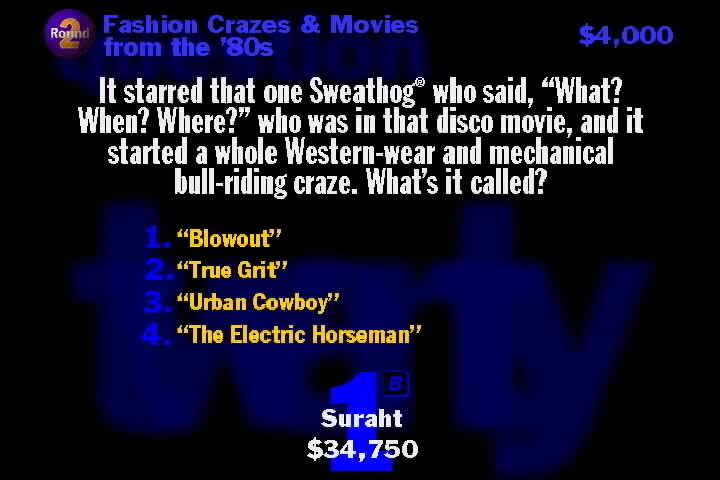 Round 2
Fashion Crazes & Movies
from the '80s
$4,000
It starred that one Sweathog® who said, “What?
When? Where?” who was in that disco movie, and it
started a whole Western-wear and mechanical
bull-riding craze. What's it called?
1. “Blowout”
2. “True Grit”
3. “Urban Cowboy”
4. “The Electric Horseman”
1 B
Suraht
$34,750